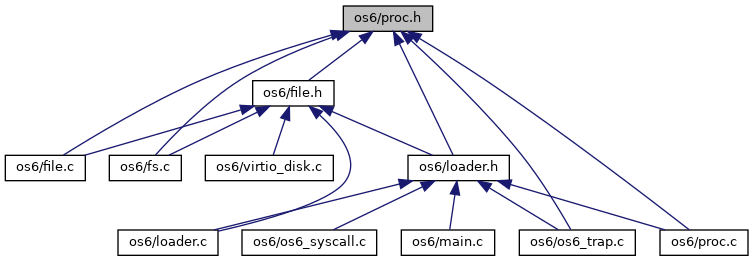 os6/proc.h
os6/file.h
os6/file.c
os6/fs.c
os6/virtio_disk.c
os6/loader.h
os6/loader.c
os6/os6_syscall.c
os6/main.c
os6/os6_trap.c
os6/proc.c